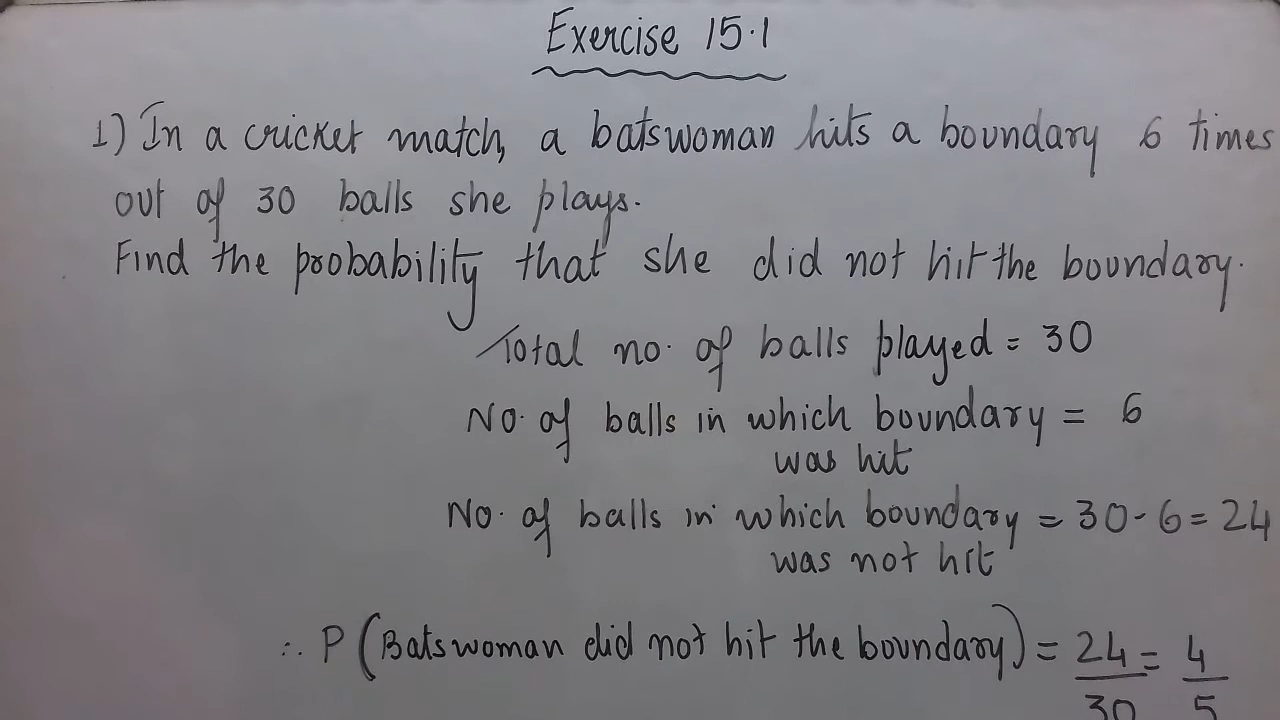 Exercise 15.1
1) In a cricket match, a batswoman hits a boundary 6 times
out of 30 balls she plays.
Find the probability that she did not hit the boundary.
Total no. of balls played = 30
No. of balls in which boundary = 6
was hit
No. of balls in which boundary = 30 - 6 = 24
was not hit
∴ P (Batswoman did not hit the boundary) = 24/30 = 4/5